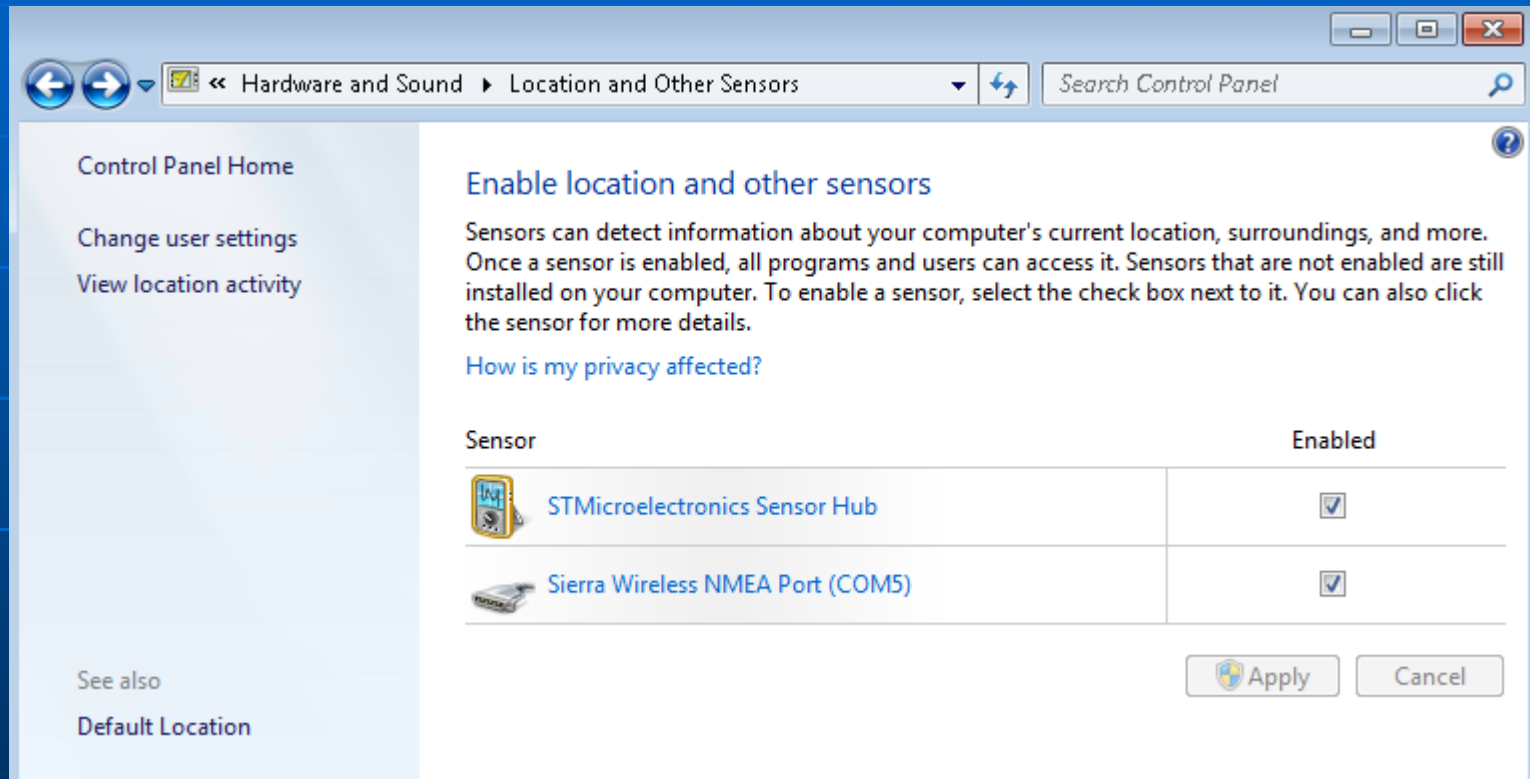 « Hardware and Sound ▸ Location and Other Sensors
Search Control Panel
Control Panel Home
Change user settings
View location activity
See also
Default Location
Enable location and other sensors
Sensors can detect information about your computer's current location, surroundings, and more.
Once a sensor is enabled, all programs and users can access it. Sensors that are not enabled are still
installed on your computer. To enable a sensor, select the check box next to it. You can also click
the sensor for more details.
How is my privacy affected?
Sensor Enabled
STMicroelectronics Sensor Hub
Sierra Wireless NMEA Port (COM5)
Apply Cancel